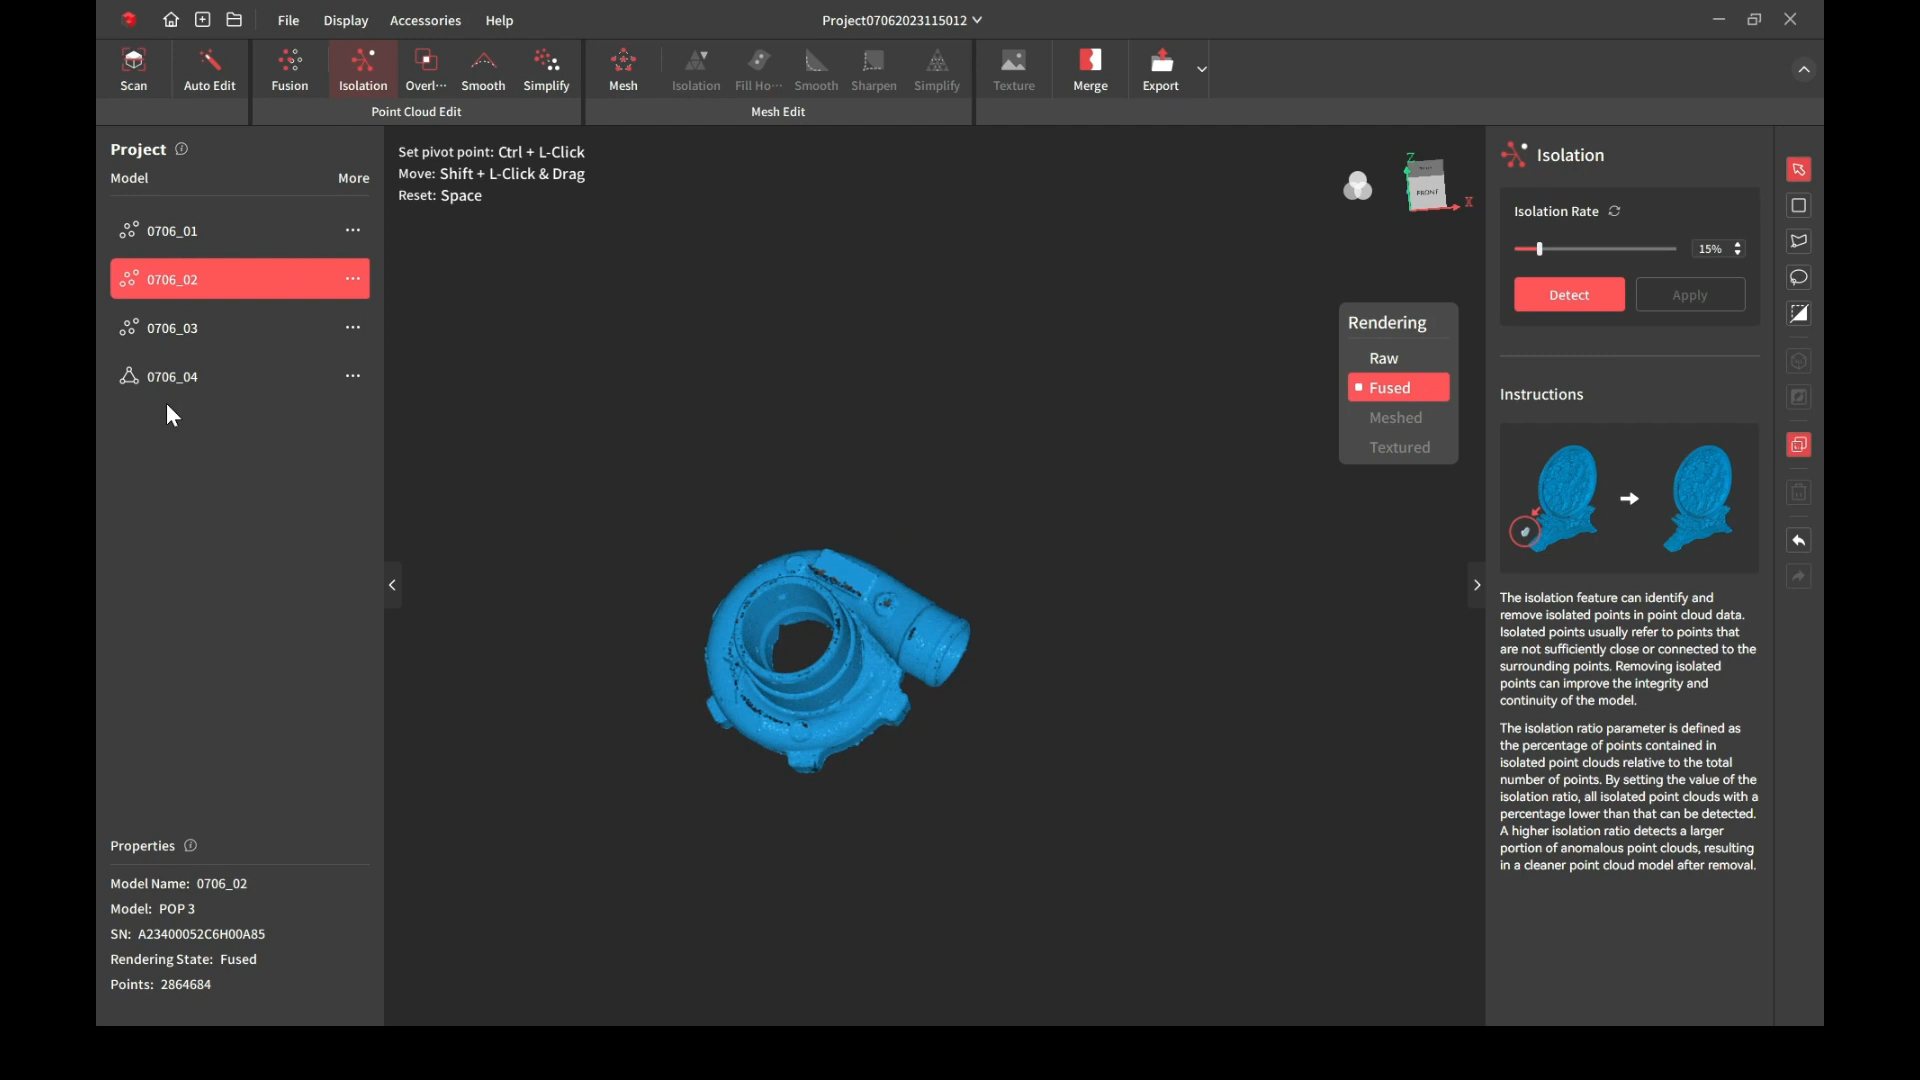 File Display Accessories Help
Project07062023115012
Scan Auto Edit Fusion Isolation Overl··· Smooth Simplify Mesh Isolation Fill Ho··· Smooth Sharpen Simplify Texture Merge Export
Point Cloud Edit Mesh Edit
Project
Model More
0706_01
0706_02
0706_03
0706_04
Properties
Model Name: 0706_02
Model: POP 3
SN: A23400052C6H00A85
Rendering State: Fused
Points: 2864684
Set pivot point: Ctrl + L-Click
Move: Shift + L-Click & Drag
Reset: Space
Z
FRONT
X
Rendering
Raw
Fused
Meshed
Textured
Isolation
Isolation Rate
15%
Detect Apply
Instructions
The isolation feature can identify and
remove isolated points in point cloud data.
Isolated points usually refer to points that
are not sufficiently close or connected to the
surrounding points. Removing isolated
points can improve the integrity and
continuity of the model.
The isolation ratio parameter is defined as
the percentage of points contained in
isolated point clouds relative to the total
number of points. By setting the value of the
isolation ratio, all isolated point clouds with a
percentage lower than that can be detected.
A higher isolation ratio detects a larger
portion of anomalous point clouds, resulting
in a cleaner point cloud model after removal.